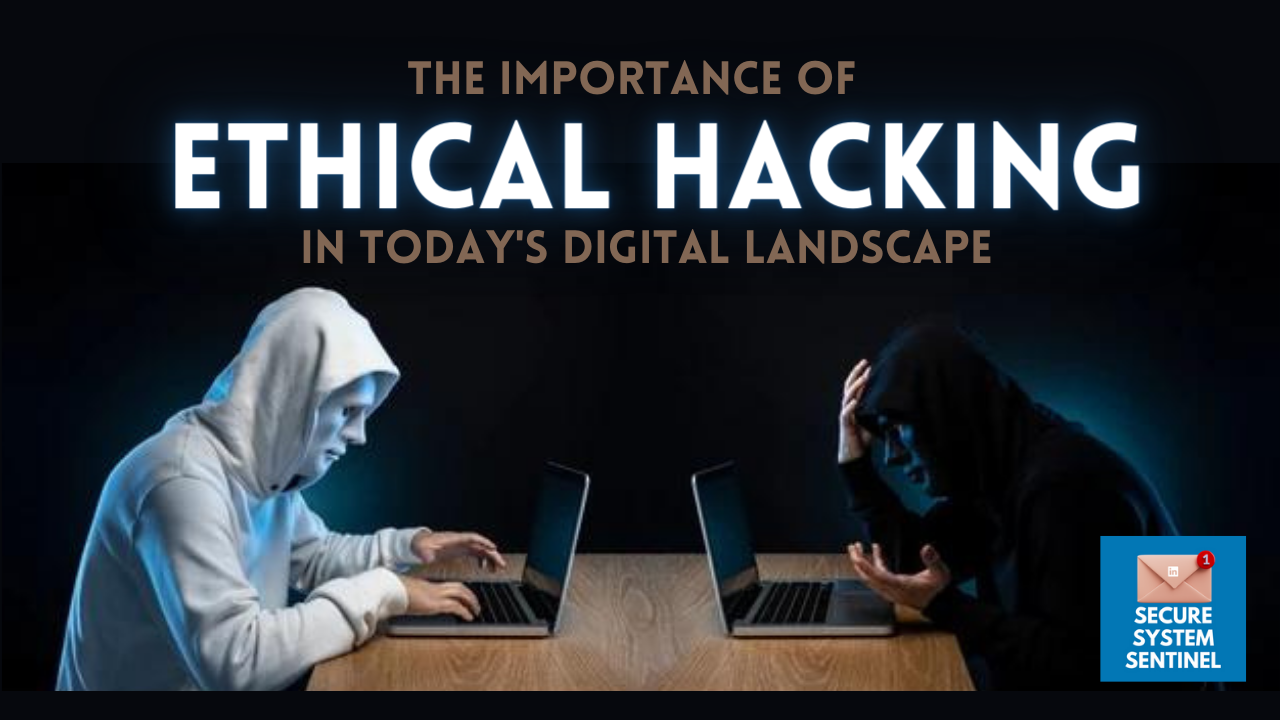 THE IMPORTANCE OF
ETHICAL HACKING
IN TODAY'S DIGITAL LANDSCAPE
in
1
SECURE
SYSTEM
SENTINEL